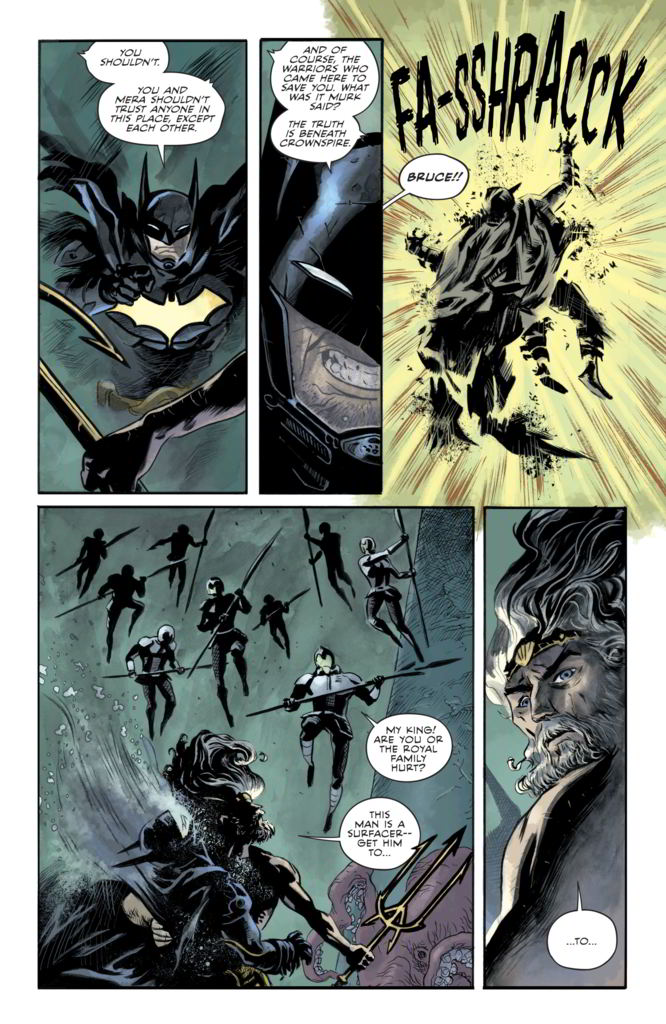 YOU
SHOULDN'T.
YOU AND
MERA SHOULDN'T
TRUST ANYONE IN
THIS PLACE, EXCEPT
EACH OTHER.
AND OF
COURSE, THE
WARRIORS WHO
CAME HERE TO
SAVE YOU. WHAT
WAS IT MURK
SAID?
THE TRUTH
IS BENEATH
CROWNSPIRE.
FA-SSHRACCK
BRUCE!!
MY KING!
ARE YOU OR
THE ROYAL
FAMILY
HURT?
THIS
MAN IS A
SURFACER--
GET HIM
TO...
...TO...